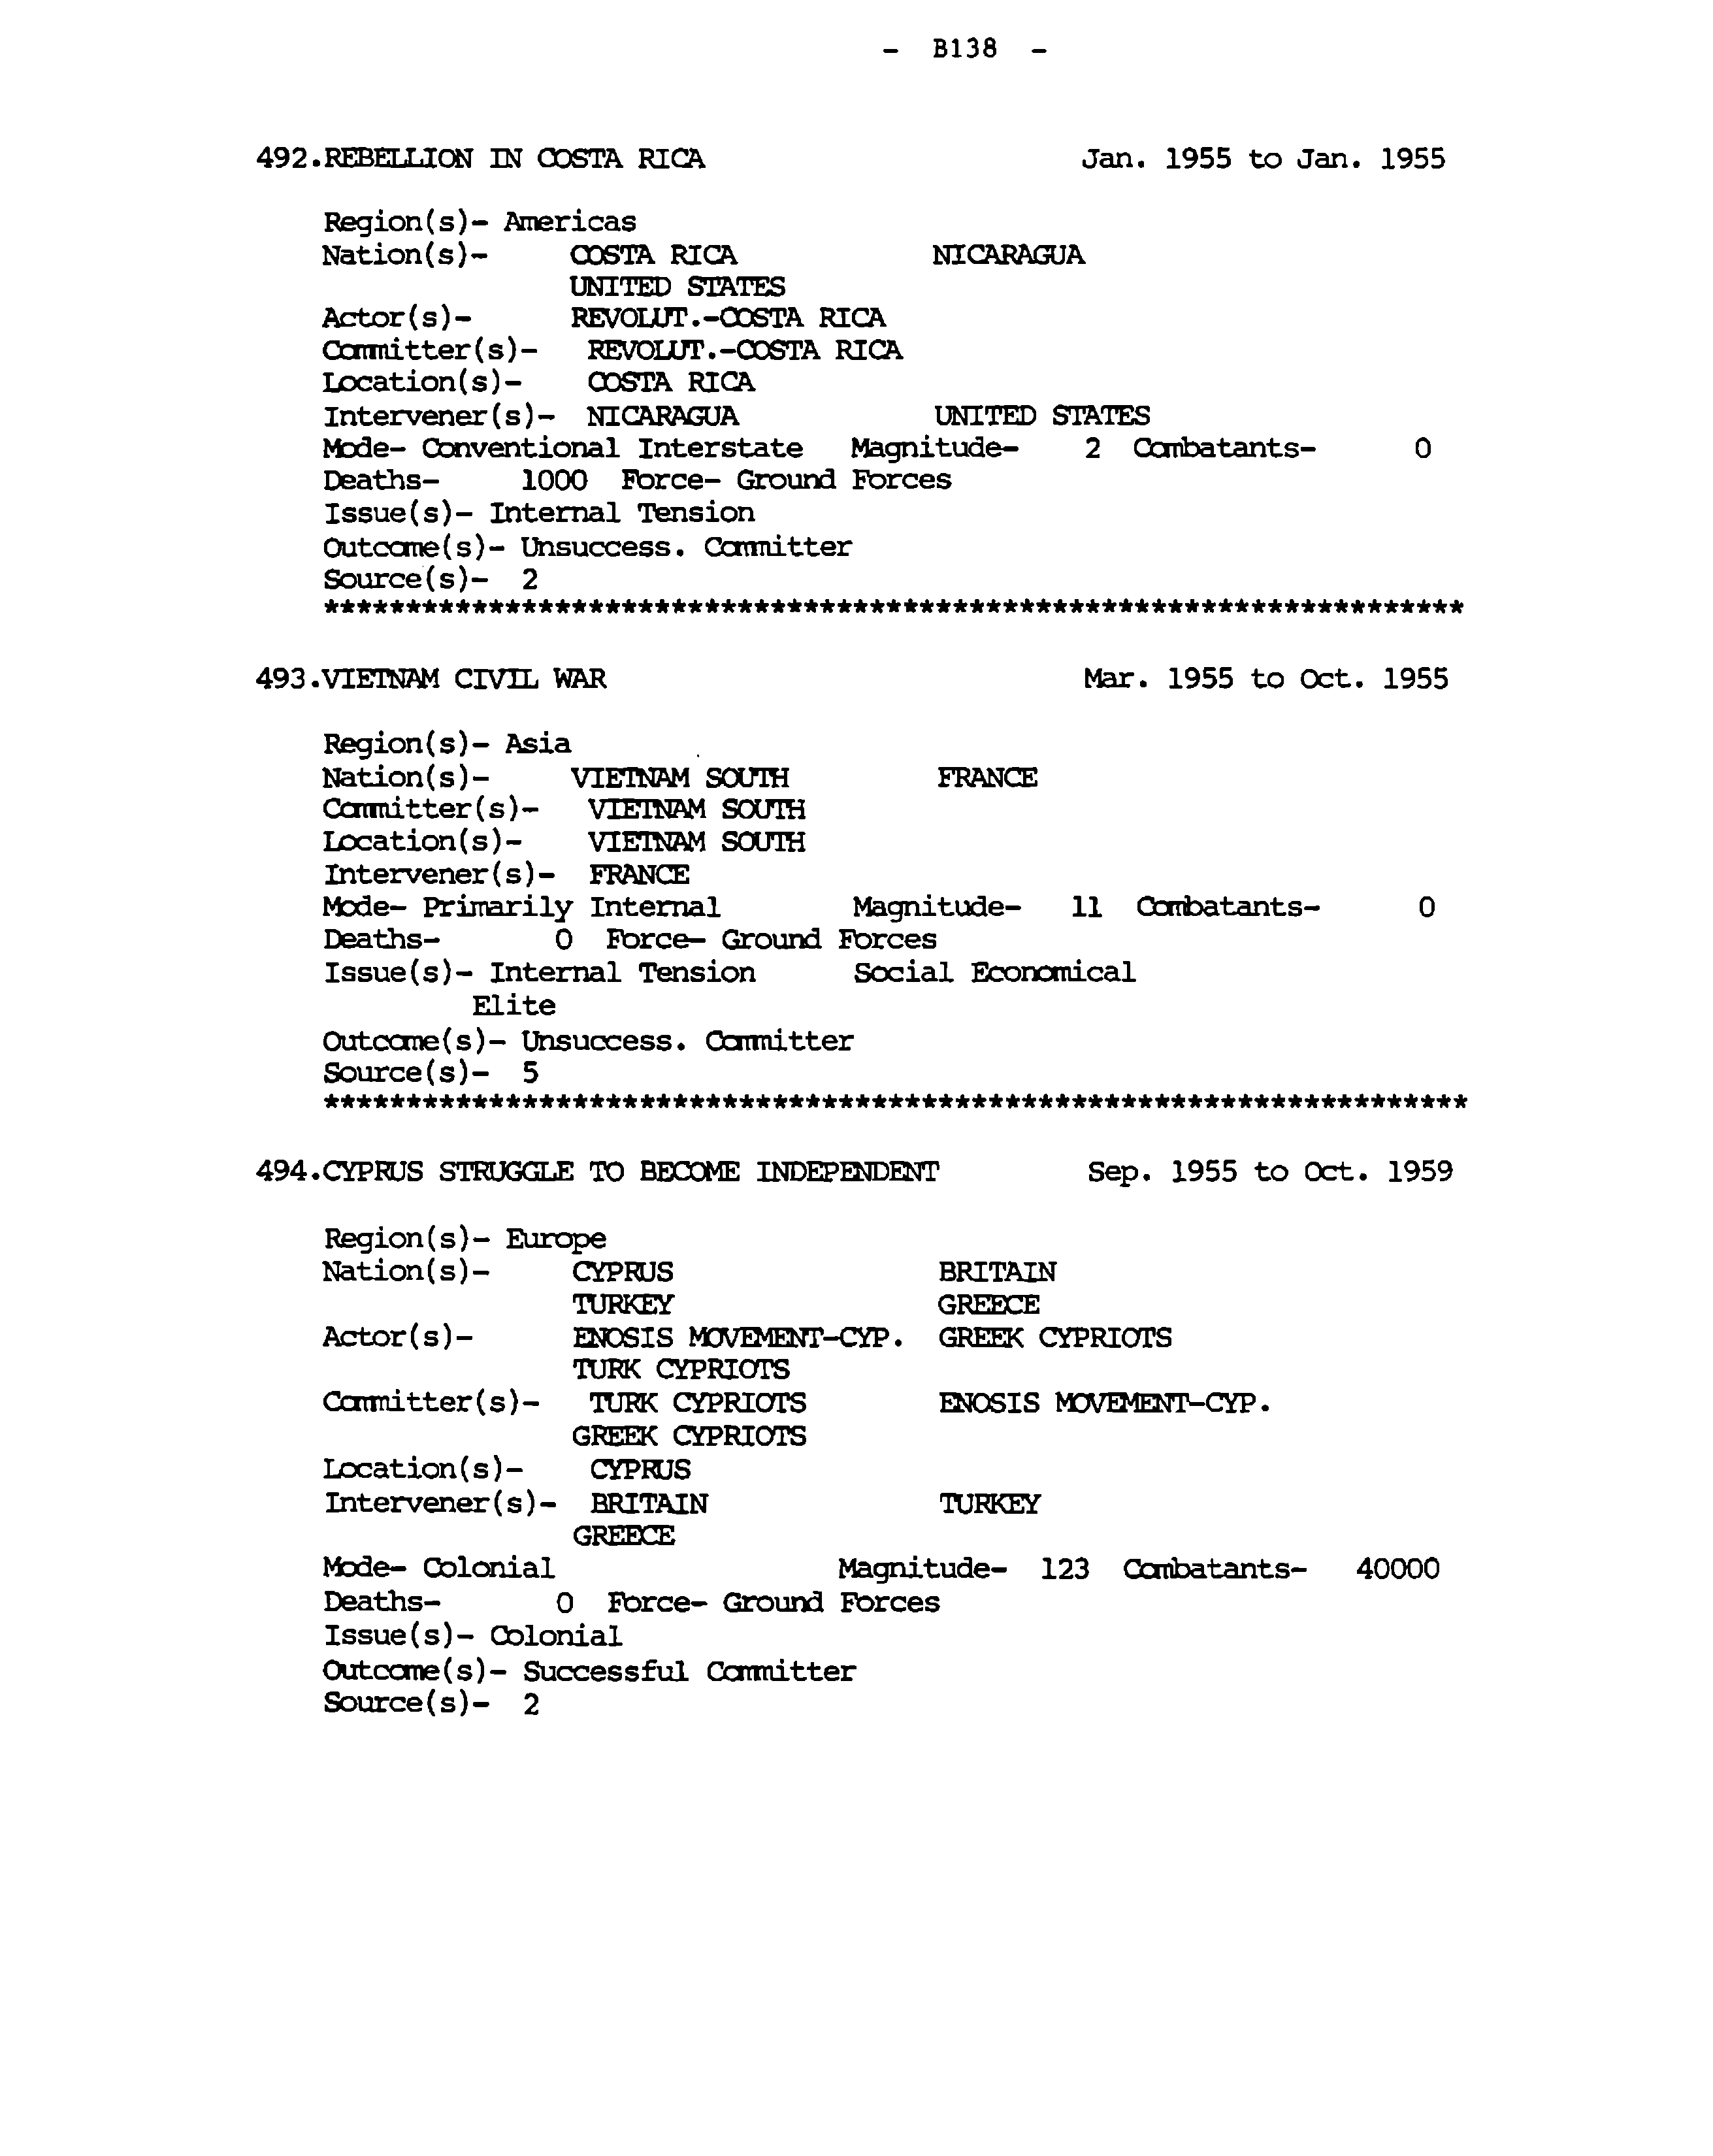 - B138 -
492.REBELLION IN COSTA RICA Jan. 1955 to Jan. 1955
Region(s)- Americas
Nation(s)- COSTA RICA NICARAGUA
UNITED STATES
Actor(s)- REVOLUT.-COSTA RICA
Committer(s)- REVOLUT.-COSTA RICA
Location(s)- COSTA RICA
Intervener(s)- NICARAGUA UNITED STATES
Mode- Conventional Interstate Magnitude- 2 Combatants- 0
Deaths- 1000 Force- Ground Forces
Issue(s)- Internal Tension
Outcome(s)- Unsuccess. Committer
Source(s)- 2
*********************************************************************
493.VIETNAM CIVIL WAR Mar. 1955 to Oct. 1955
Region(s)- Asia
Nation(s)- VIETNAM SOUTH FRANCE
Committer(s)- VIETNAM SOUTH
Location(s)- VIETNAM SOUTH
Intervener(s)- FRANCE
Mode- Primarily Internal Magnitude- 11 Combatants- 0
Deaths- 0 Force- Ground Forces
Issue(s)- Internal Tension Social Economical
Elite
Outcome(s)- Unsuccess. Committer
Source(s)- 5
*********************************************************************
494.CYPRUS STRUGGLE TO BECOME INDEPENDENT Sep. 1955 to Oct. 1959
Region(s)- Europe
Nation(s)- CYPRUS BRITAIN
TURKEY GREECE
Actor(s)- ENOSIS MOVEMENT-CYP. GREEK CYPRIOTS
TURK CYPRIOTS
Committer(s)- TURK CYPRIOTS ENOSIS MOVEMENT-CYP.
GREEK CYPRIOTS
Location(s)- CYPRUS
Intervener(s)- BRITAIN TURKEY
GREECE
Mode- Colonial Magnitude- 123 Combatants- 40000
Deaths- 0 Force- Ground Forces
Issue(s)- Colonial
Outcome(s)- Successful Committer
Source(s)- 2